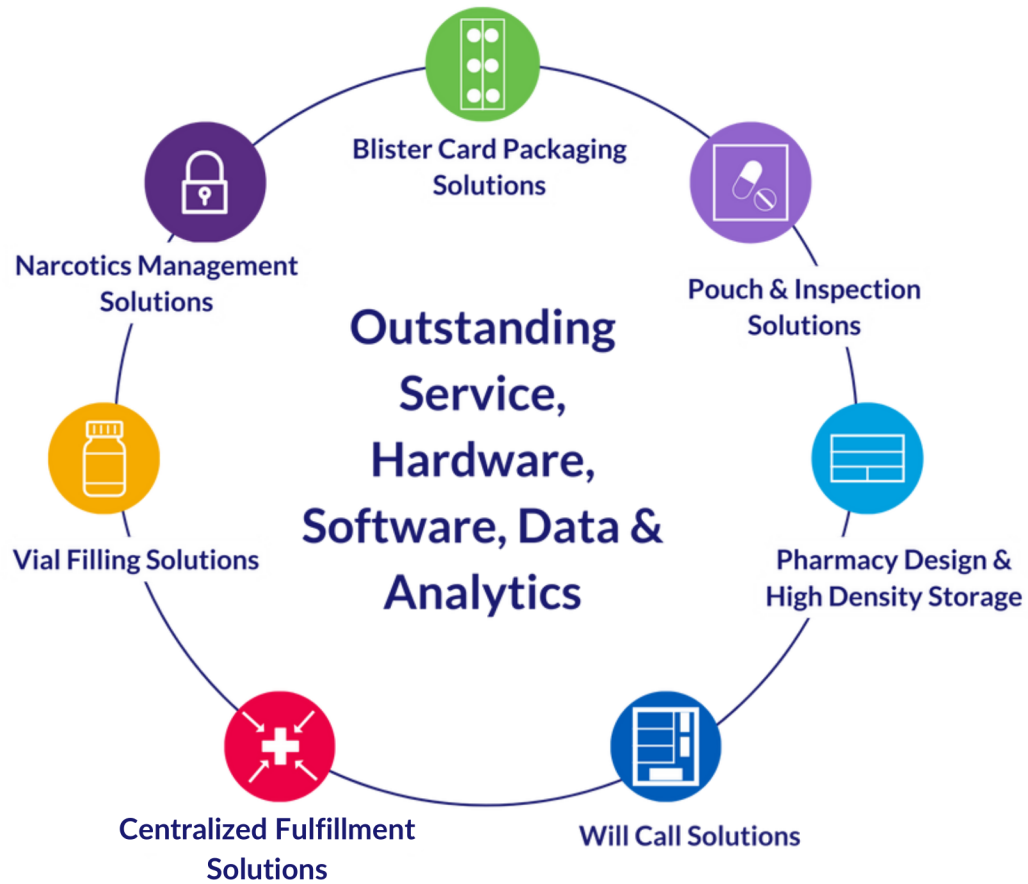 Blister Card Packaging
Solutions
Narcotics Management
Solutions
Pouch & Inspection
Solutions
Outstanding
Service,
Hardware,
Software, Data &
Analytics
Vial Filling Solutions
Pharmacy Design &
High Density Storage
Centralized Fulfillment
Solutions
Will Call Solutions